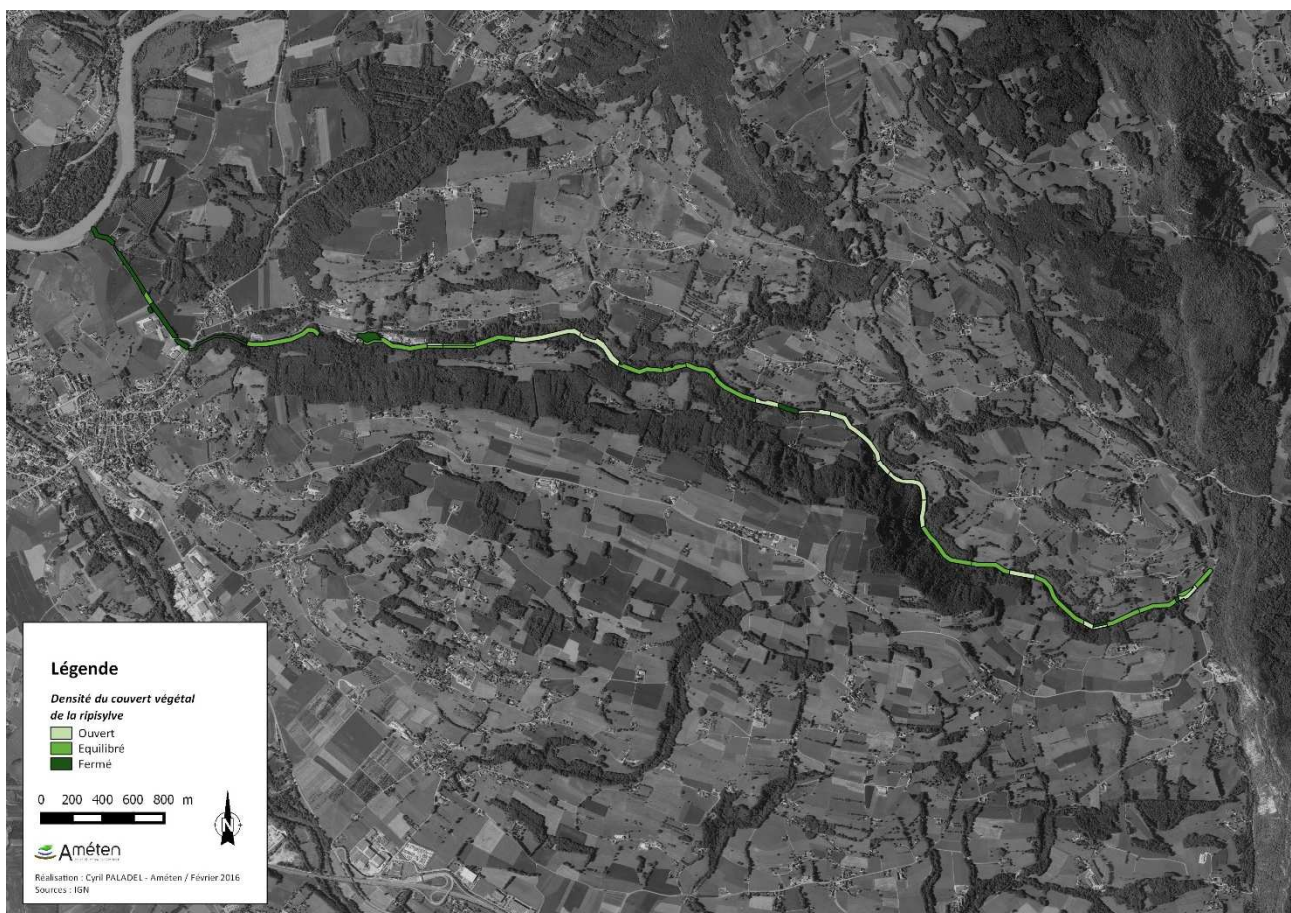 Légende
Densité du couvert végétal
de la ripisylve
Ouvert
Equilibré
Fermé
0 200 400 600 800 m
N
Améten
Réalisation : Cyril PALADEL - Améten / Février 2016
Sources : IGN